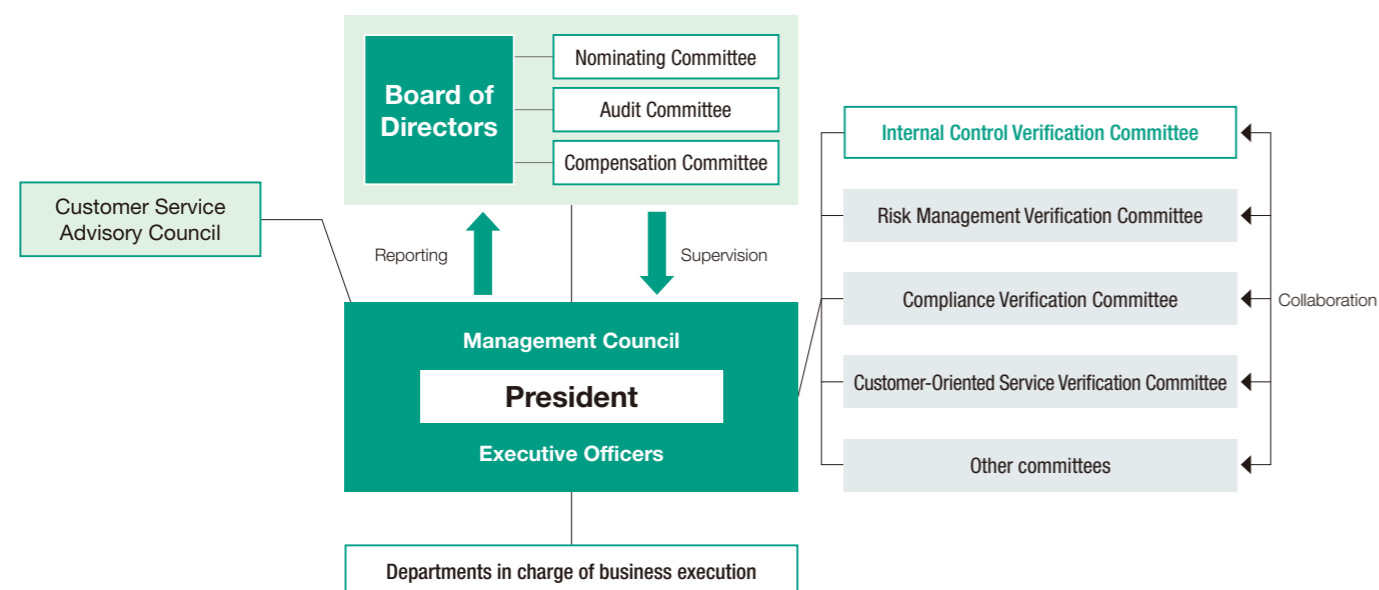 Board of
Directors
Nominating Committee
Audit Committee
Compensation Committee
Customer Service
Advisory Council
Reporting
Supervision
Management Council
President
Executive Officers
Departments in charge of business execution
Internal Control Verification Committee
Risk Management Verification Committee
Compliance Verification Committee
Customer-Oriented Service Verification Committee
Other committees
Collaboration